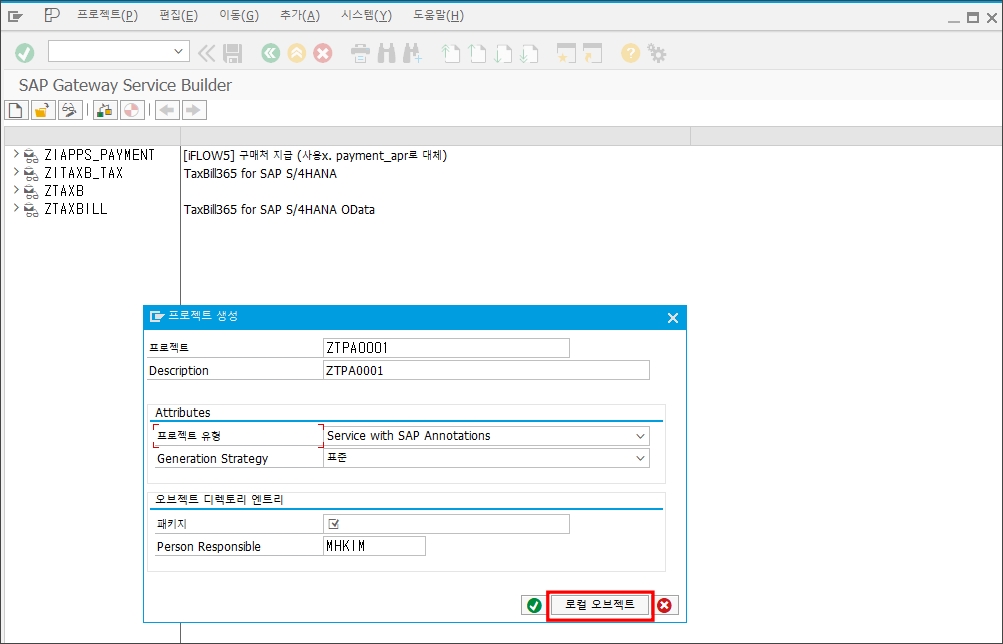 프로젝트(P) 편집(E) 이동(G) 추가(A) 시스템(Y) 도움말(H)
SAP Gateway Service Builder
ZIAPPS_PAYMENT [iFLOW5] 구매처 지급 (사용x. payment_apr로 대체)
ZITAXB_TAX TaxBill365 for SAP S/4HANA
ZTAXB
ZTAXBILL TaxBill365 for SAP S/4HANA OData
프로젝트 생성
프로젝트 ZTPA0001
Description ZTPA0001
Attributes
프로젝트 유형 Service with SAP Annotations
Generation Strategy 표준
오브젝트 디렉토리 엔트리
패키지
Person Responsible MHKIM
로컬 오브젝트